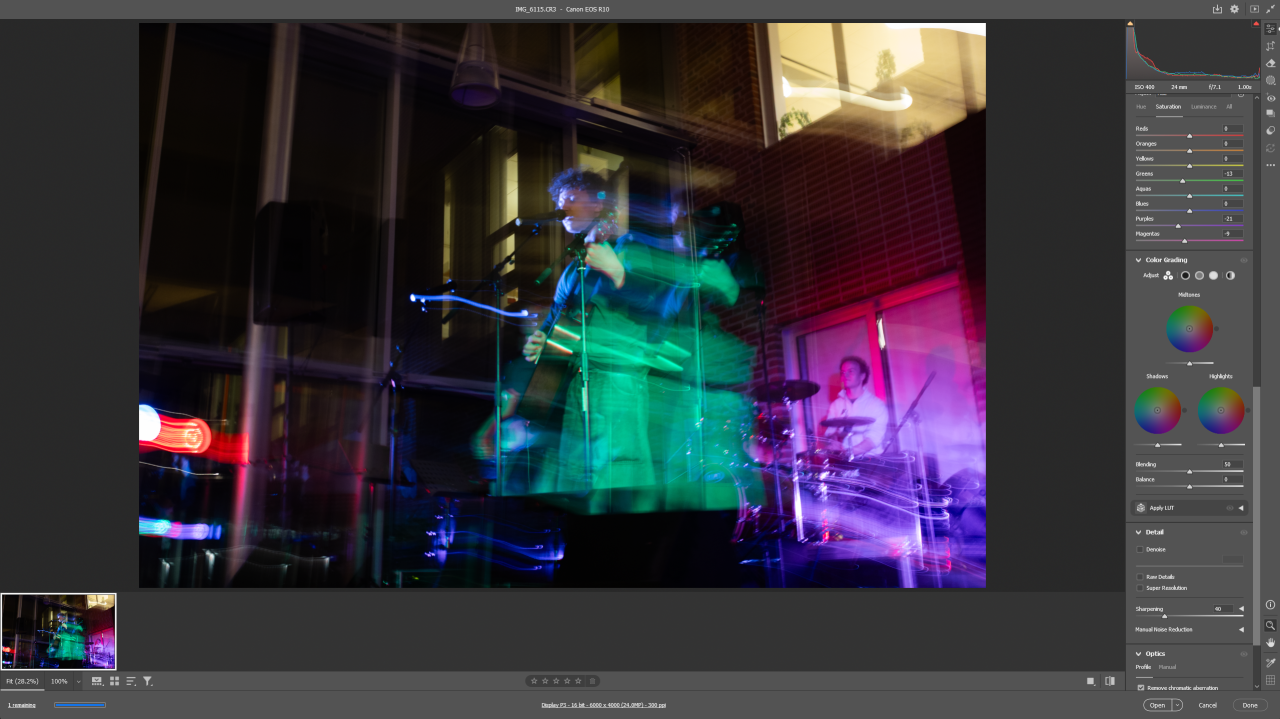 IMG_6115.CR3 - Canon EOS R10
ISO 400 24 mm f/7.1 1.00s
Hue Saturation Luminance All
Reds 0
Oranges 0
Yellows 0
Greens -13
Aquas 0
Blues 0
Purples -21
Magentas -9
Color Grading
Adjust
Midtones
Shadows Highlights
Blending 50
Balance 0
Apply LUT
Detail
Denoise
Raw Details
Super Resolution
Sharpening 40
Manual Noise Reduction
Optics
Profile Manual
Remove chromatic aberration
Fit (28.2%) 100%
1 remaining
Display P3 - 16 bit - 6000 x 4000 (24.0MP) - 300 ppi
Open Cancel Done